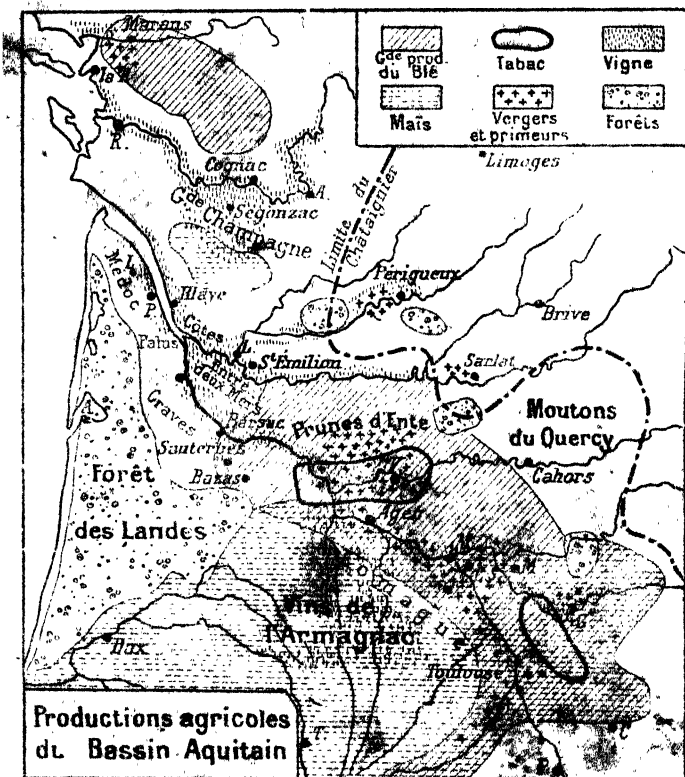 Gde prod.
du Blé
Tabac
Vigne
Maïs
Vergers
et primeurs
Forêts
Marans
la R.
R.
Cognac
A.
Segonzac
Gde Champagne
Limite du
Châtaignier
Limoges
Périgueux
Brive
Médoc
L.
P.
Blaye
Côtes
L.
St Emilion
Palus
Entre
deux Mers
Sarlat
Graves
Barsac
Prunes d'Ente
Moutons
du Quercy
Sauternes
Bazas
Cahors
Forêt
des Landes
Agen
M.
Vins de
l'Armagnac
Dax
Toulouse
T.
C.
P.
Productions agricoles
du Bassin Aquitain